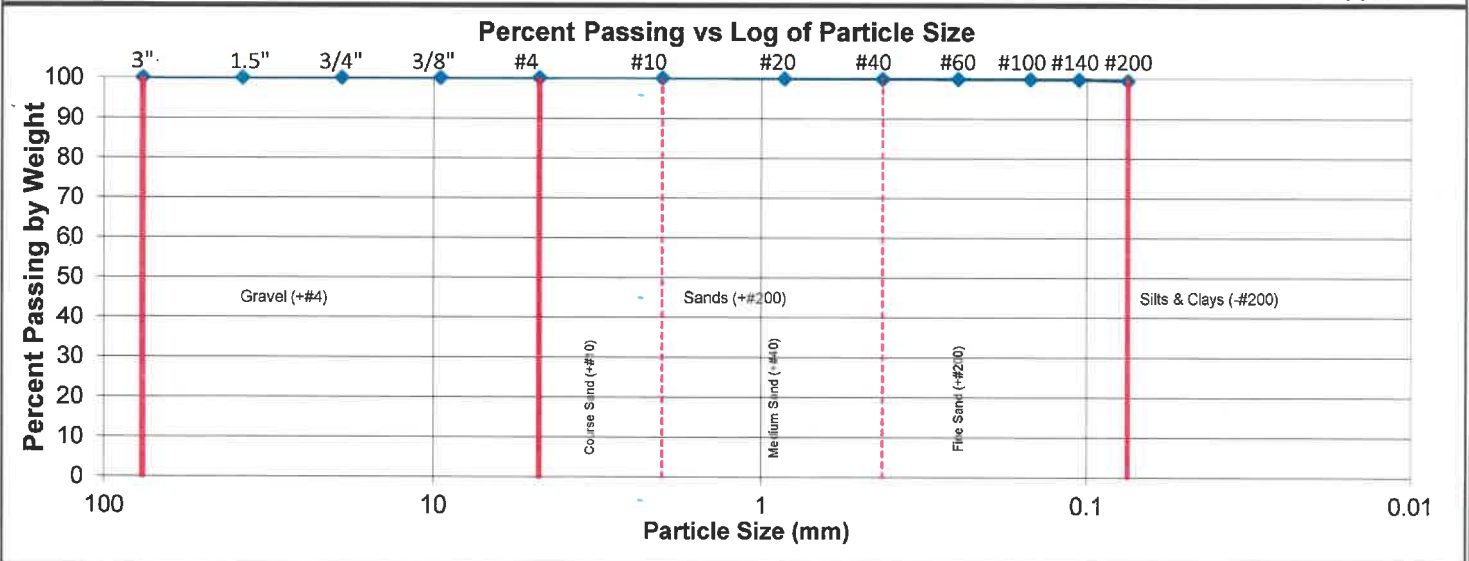 Percent Passing vs Log of Particle Size
3" 1.5" 3/4" 3/8" #4 #10 #20 #40 #60 #100 #140 #200
100
90
80
70
60
50
40
30
20
10
0
Percent Passing by Weight
Gravel (+#4)
Sands (+#200)
Silts & Clays (-#200)
Course Sand (+#10)
Medium Sand (+#40)
Fine Sand (+#200)
100 10 1 0.1 0.01
Particle Size (mm)